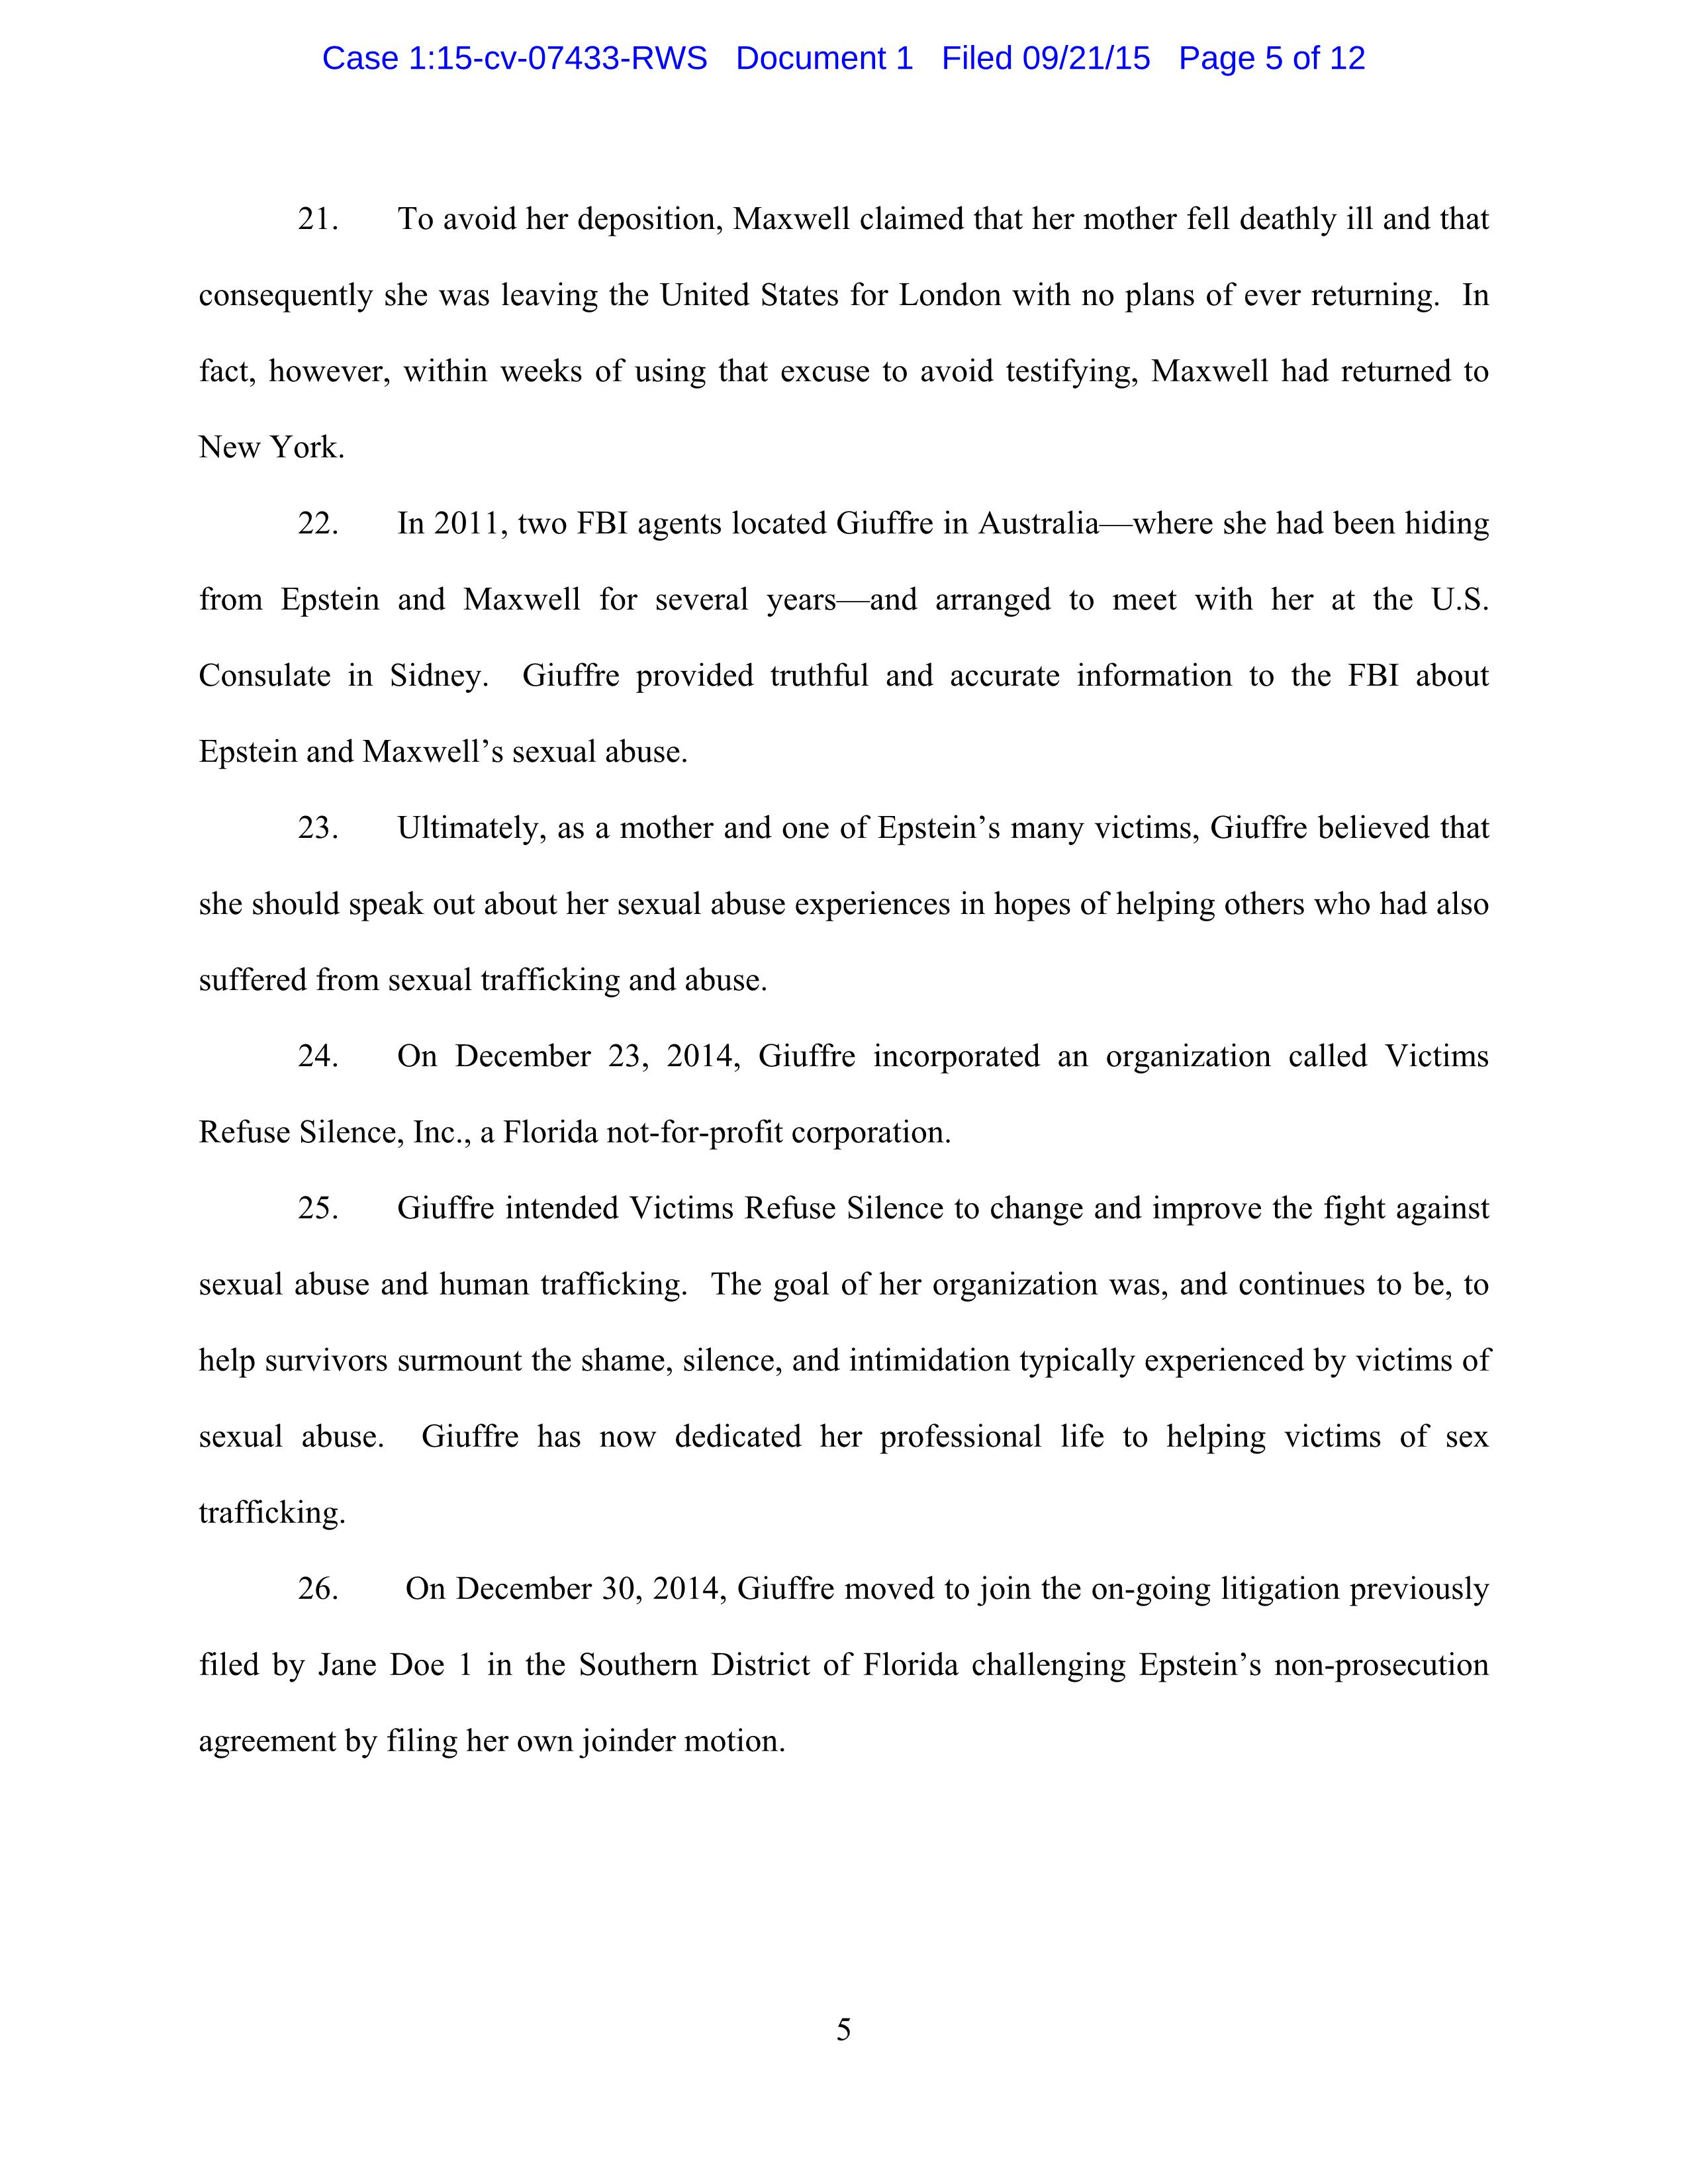 Case 1:15-cv-07433-RWS Document 1 Filed 09/21/15 Page 5 of 12
21. To avoid her deposition, Maxwell claimed that her mother fell deathly ill and that
consequently she was leaving the United States for London with no plans of ever returning. In
fact, however, within weeks of using that excuse to avoid testifying, Maxwell had returned to
New York.
22. In 2011, two FBI agents located Giuffre in Australia—where she had been hiding
from Epstein and Maxwell for several years—and arranged to meet with her at the U.S.
Consulate in Sidney. Giuffre provided truthful and accurate information to the FBI about
Epstein and Maxwell’s sexual abuse.
23. Ultimately, as a mother and one of Epstein’s many victims, Giuffre believed that
she should speak out about her sexual abuse experiences in hopes of helping others who had also
suffered from sexual trafficking and abuse.
24. On December 23, 2014, Giuffre incorporated an organization called Victims
Refuse Silence, Inc., a Florida not-for-profit corporation.
25. Giuffre intended Victims Refuse Silence to change and improve the fight against
sexual abuse and human trafficking. The goal of her organization was, and continues to be, to
help survivors surmount the shame, silence, and intimidation typically experienced by victims of
sexual abuse. Giuffre has now dedicated her professional life to helping victims of sex
trafficking.
26. On December 30, 2014, Giuffre moved to join the on-going litigation previously
filed by Jane Doe 1 in the Southern District of Florida challenging Epstein’s non-prosecution
agreement by filing her own joinder motion.
5